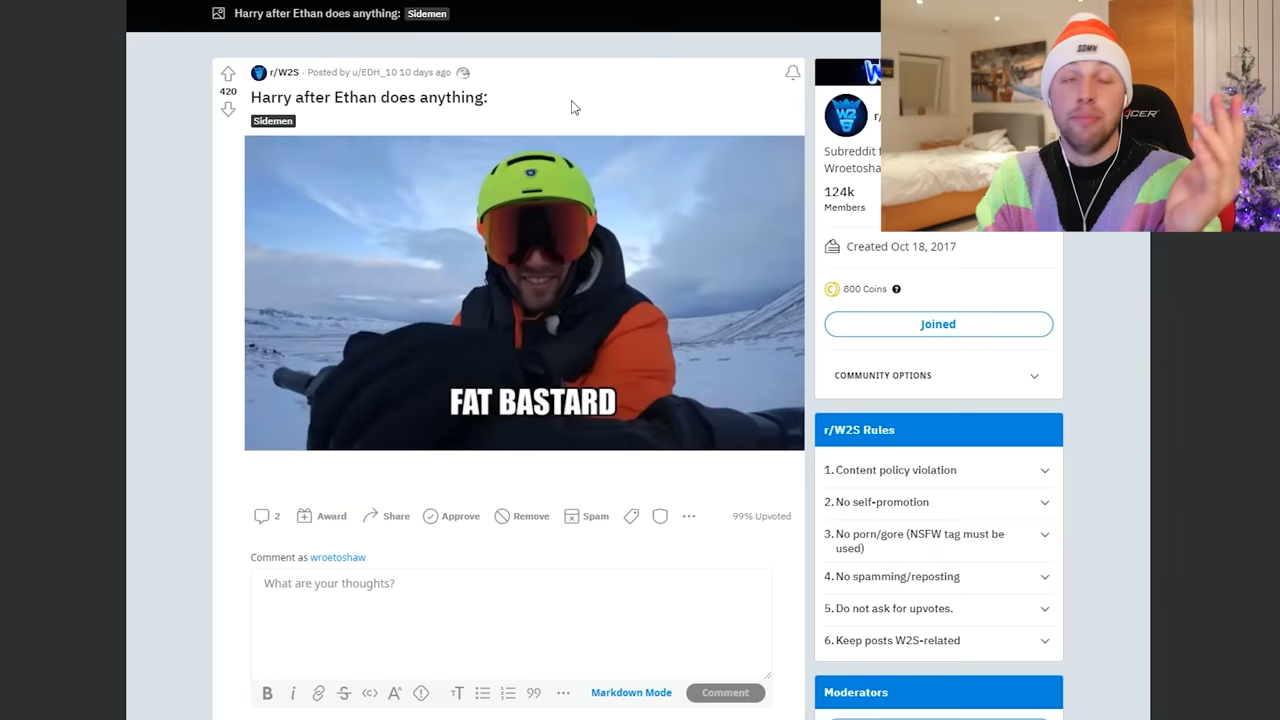 Harry after Ethan does anything: Sidemen
r/W2S · Posted by u/EDH_10 10 days ago
420
Harry after Ethan does anything:
Sidemen
FAT BASTARD
2 Award Share Approve Remove Spam 99% Upvoted
Comment as wroetoshaw
What are your thoughts?
Markdown Mode
Comment
W2S
r/
Subreddit f
Wroetosha
124k
Members
Created Oct 18, 2017
800 Coins
Joined
COMMUNITY OPTIONS
r/W2S Rules
1. Content policy violation
2. No self-promotion
3. No porn/gore (NSFW tag must be
used)
4. No spamming/reposting
5. Do not ask for upvotes.
6. Keep posts W2S-related
Moderators
SDMN